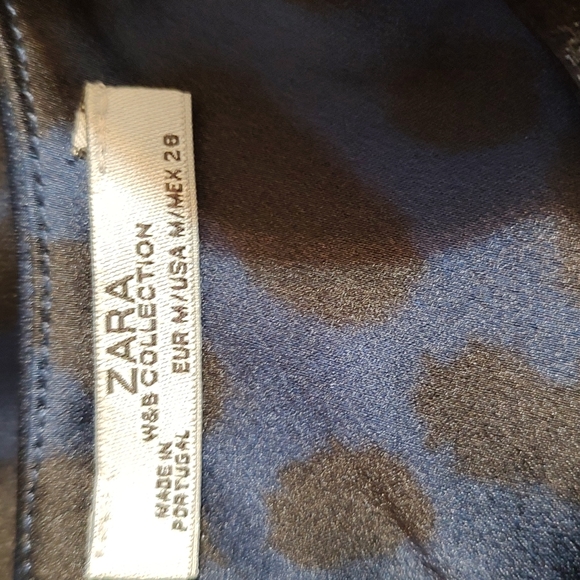 ZARA
W&B COLLECTION
MADE IN
PORTUGAL
EUR M/USA M/MEX 28